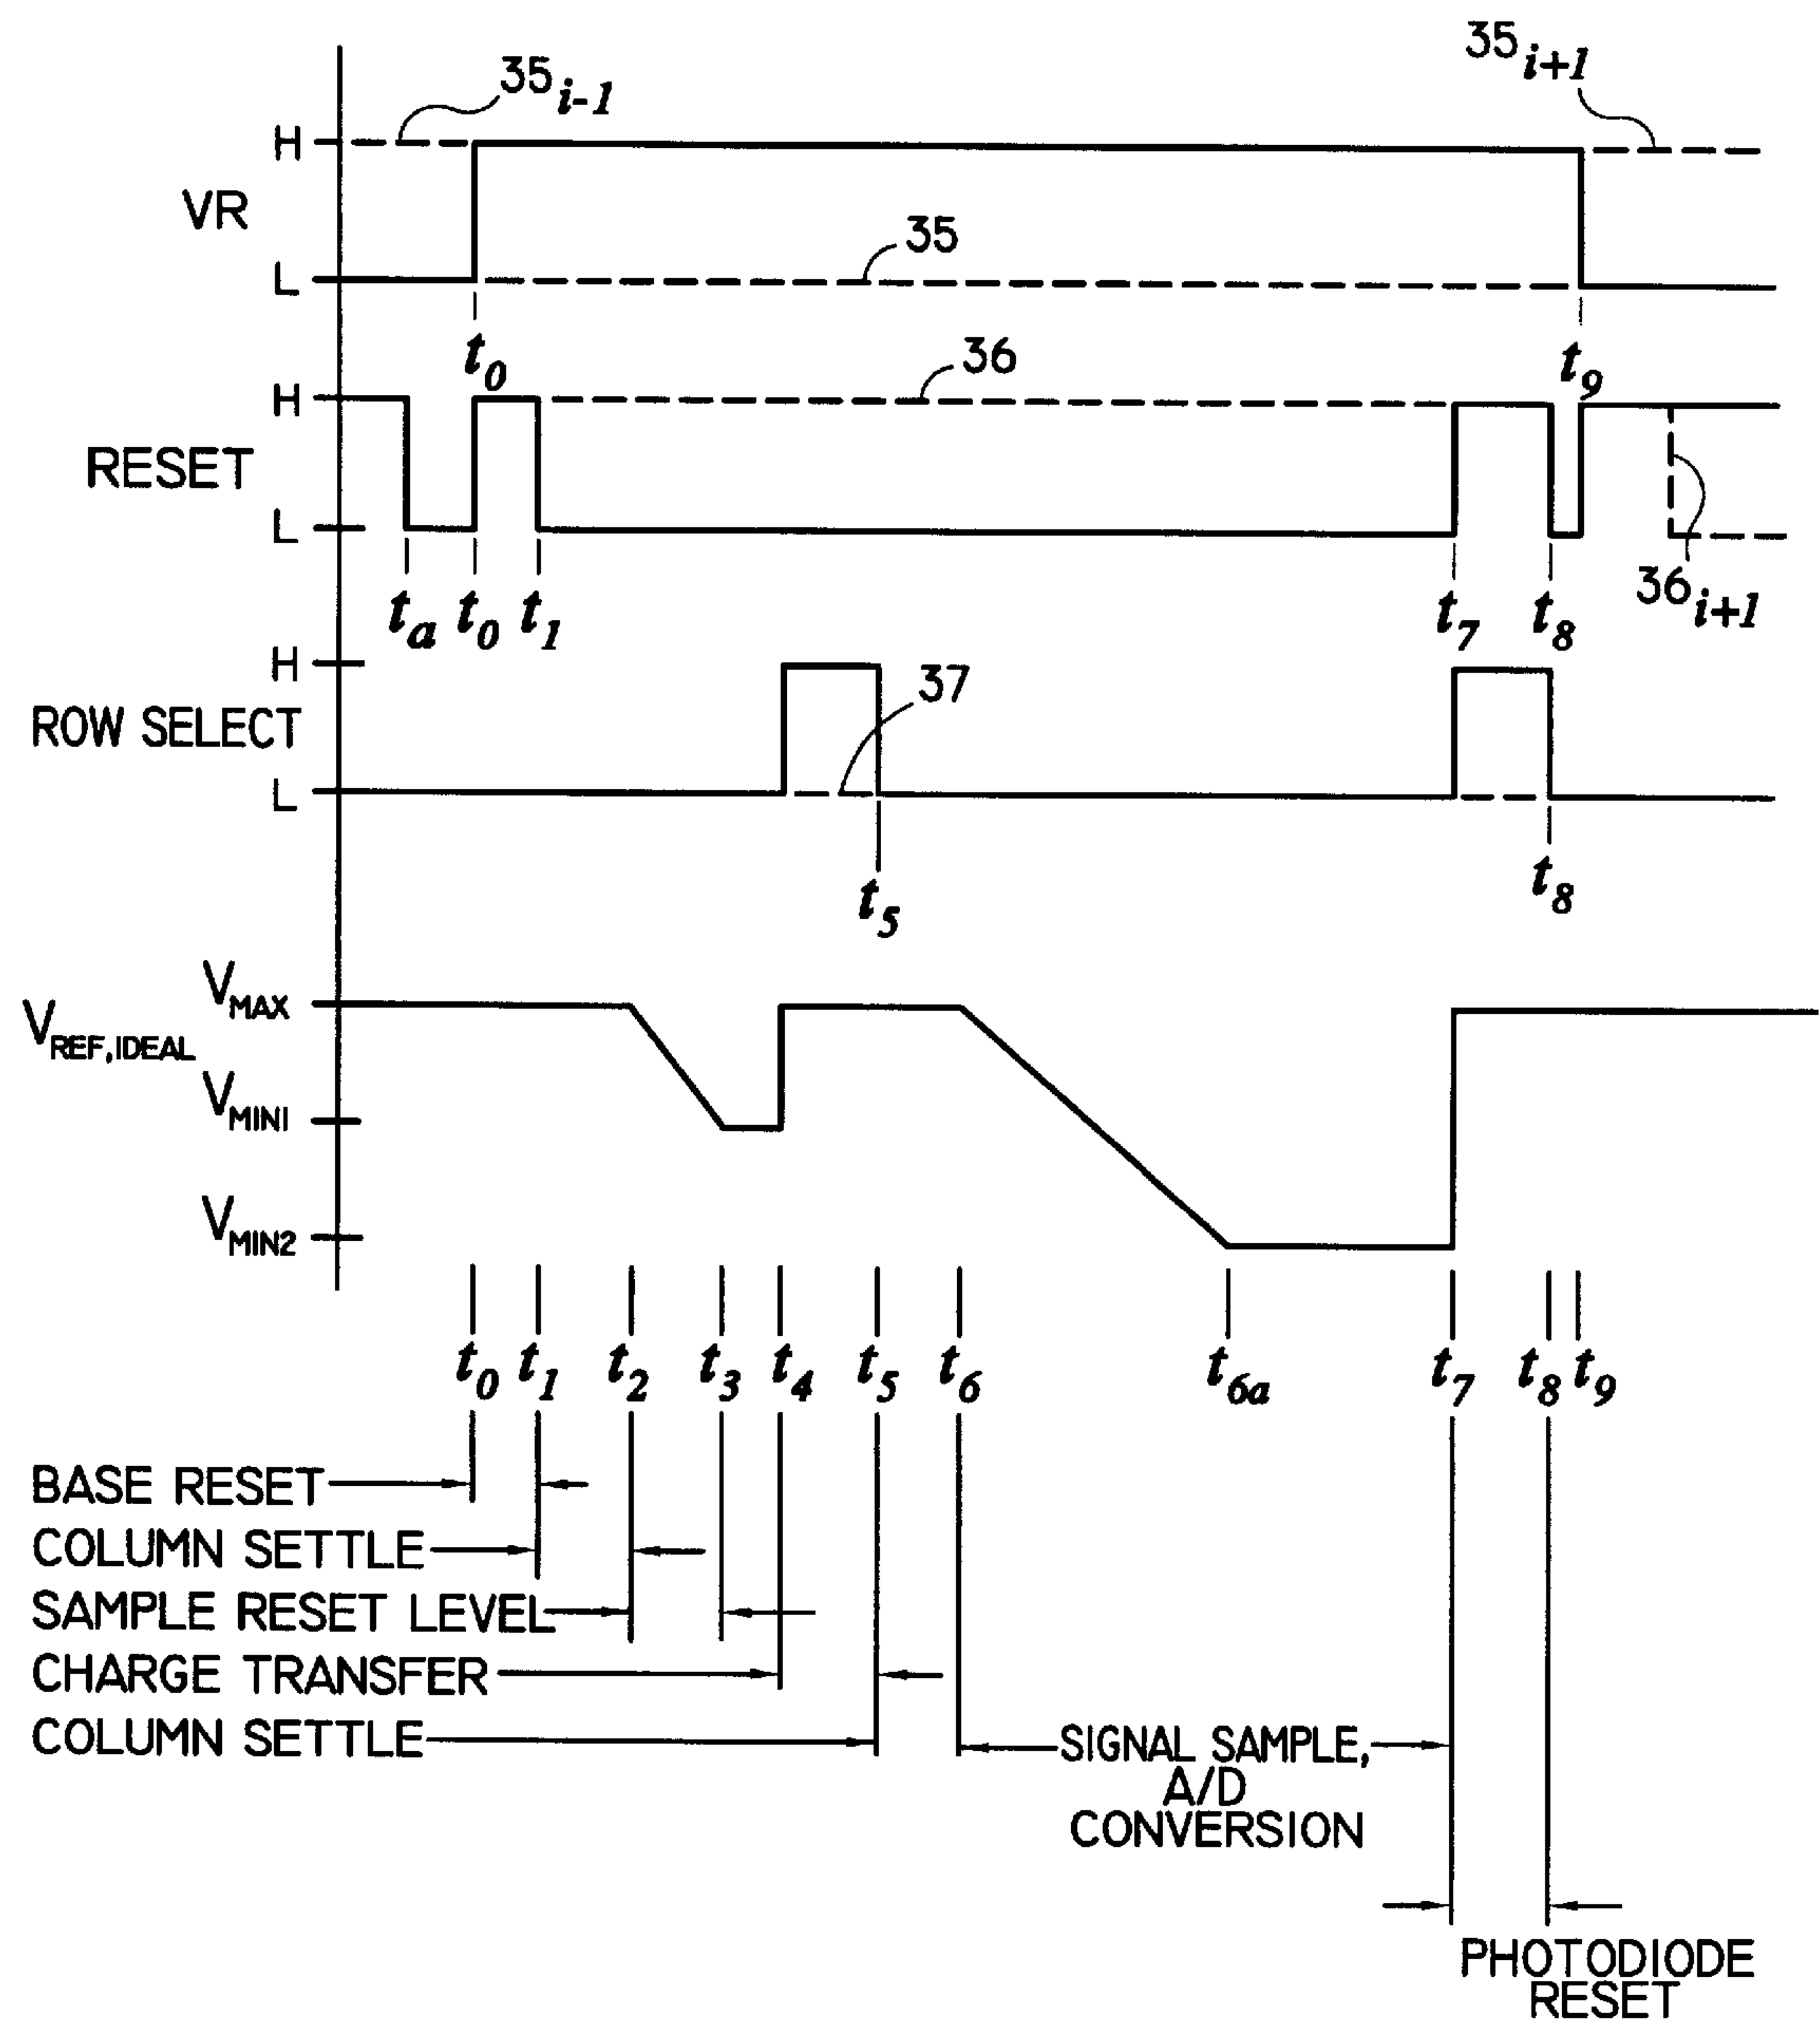 35i-1
35i+1
H
VR
35
L
t0
t9
36
H
RESET
L
ta t0 t1
t7 t8
36i+1
H
ROW SELECT
37
L
t5
t8
VMAX
VREF,IDEAL
VMIN1
VMIN2
t0 t1 t2 t3 t4 t5 t6 t6a t7 t8 t9
BASE RESET
COLUMN SETTLE
SAMPLE RESET LEVEL
CHARGE TRANSFER
COLUMN SETTLE
SIGNAL SAMPLE,
A/D
CONVERSION
PHOTODIODE
RESET